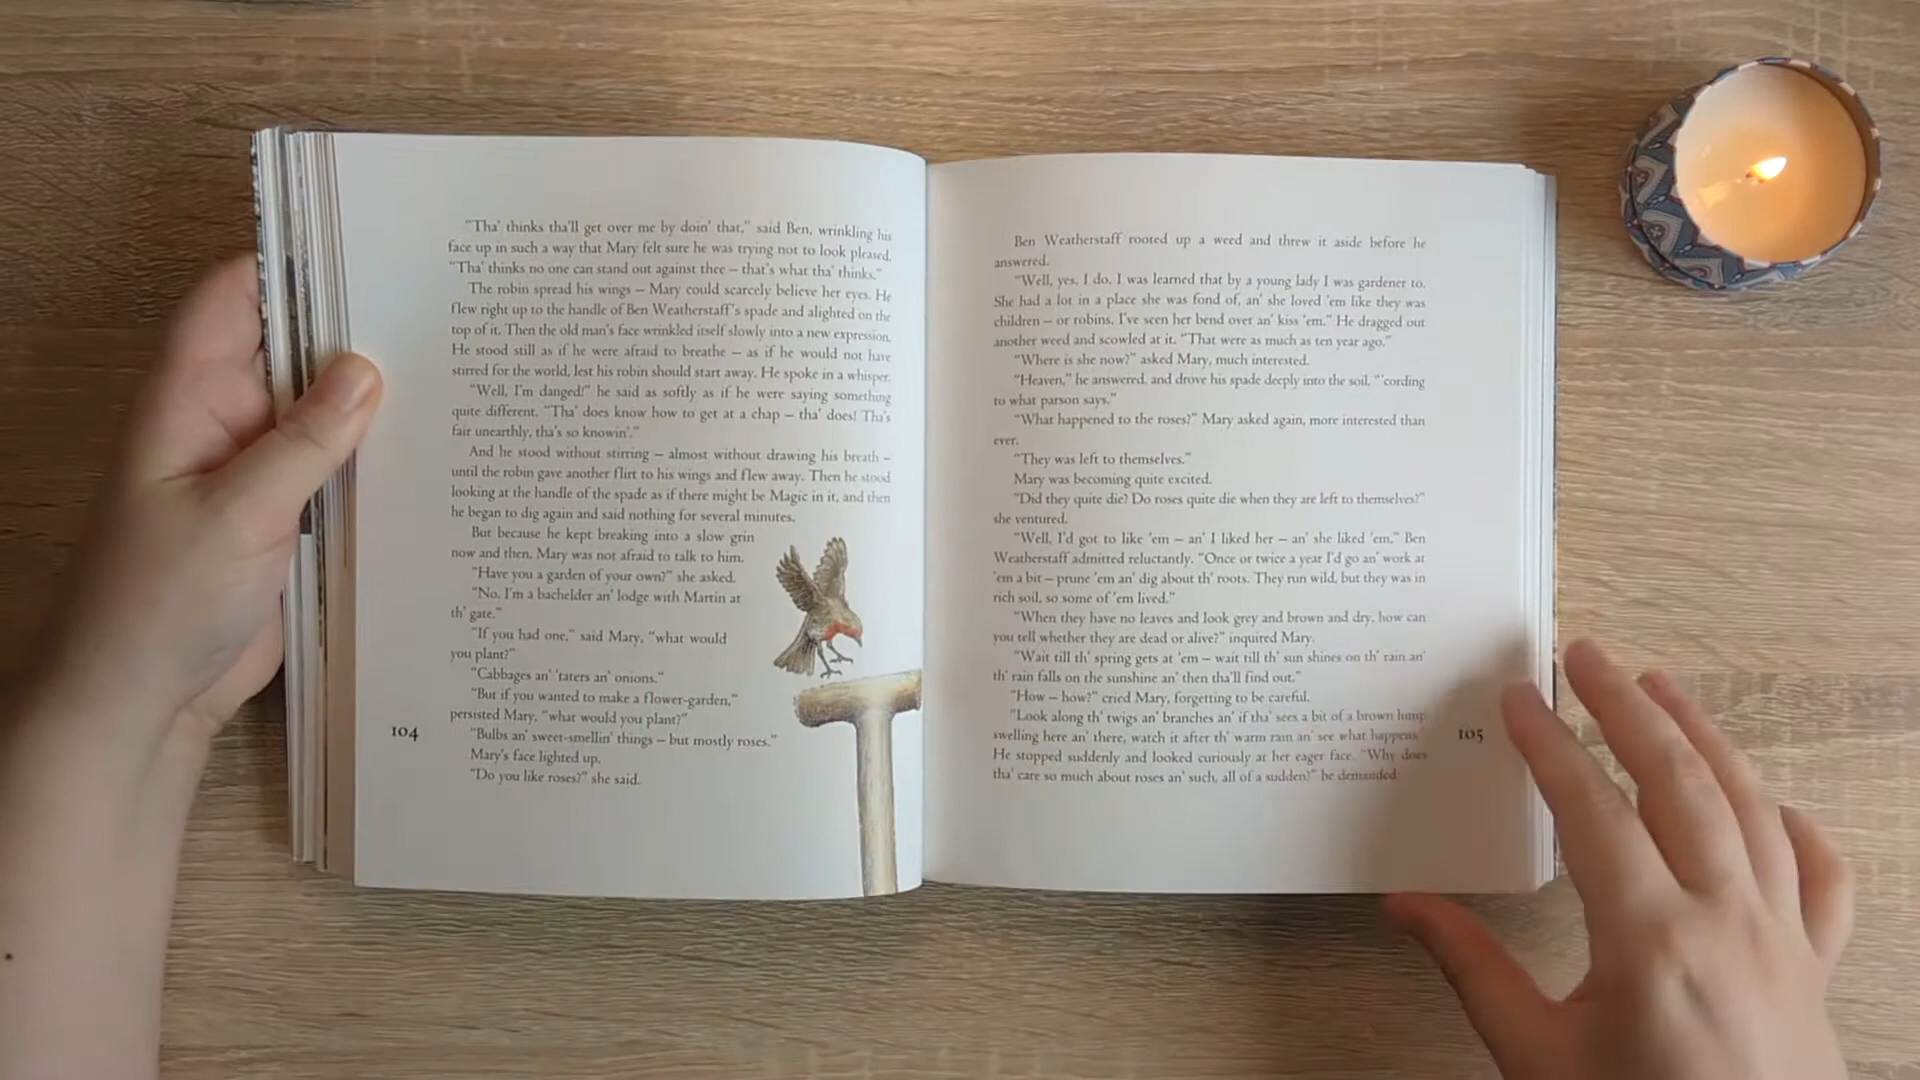 "Tha' thinks tha'll get over me by doin' that," said Ben, wrinkling his
face up in such a way that Mary felt sure he was trying not to look pleased.
"Tha' thinks no one can stand out against thee – that's what tha' thinks."
The robin spread his wings – Mary could scarcely believe her eyes. He
flew right up to the handle of Ben Weatherstaff's spade and alighted on the
top of it. Then the old man's face wrinkled itself slowly into a new expression.
He stood still as if he were afraid to breathe – as if he would not have
stirred for the world, lest his robin should start away. He spoke in a whisper.
"Well, I'm danged!" he said as softly as if he were saying something
quite different. "Tha' does know how to get at a chap – tha' does! Tha's
fair unearthly, tha's so knowin'."
And he stood without stirring – almost without drawing his breath –
until the robin gave another flirt to his wings and flew away. Then he stood
looking at the handle of the spade as if there might be Magic in it, and then
he began to dig again and said nothing for several minutes.
But because he kept breaking into a slow grin
now and then, Mary was not afraid to talk to him.
"Have you a garden of your own?" she asked.
"No. I'm a bachelder an' lodge with Martin at
th' gate."
"If you had one," said Mary, "what would
you plant?"
"Cabbages an' 'taters an' onions."
"But if you wanted to make a flower-garden,"
persisted Mary, "what would you plant?"
"Bulbs an' sweet-smellin' things – but mostly roses."
Mary's face lighted up.
"Do you like roses?" she said.
104
Ben Weatherstaff rooted up a weed and threw it aside before he
answered.
"Well, yes, I do. I was learned that by a young lady I was gardener to.
She had a lot in a place she was fond of, an' she loved 'em like they was
children – or robins. I've seen her bend over an' kiss 'em." He dragged out
another weed and scowled at it. "That were as much as ten year ago."
"Where is she now?" asked Mary, much interested.
"Heaven," he answered, and drove his spade deeply into the soil, "'cording
to what parson says."
"What happened to the roses?" Mary asked again, more interested than
ever.
"They was left to themselves."
Mary was becoming quite excited.
"Did they quite die? Do roses quite die when they are left to themselves?"
she ventured.
"Well, I'd got to like 'em – an' I liked her – an' she liked 'em," Ben
Weatherstaff admitted reluctantly. "Once or twice a year I'd go an' work at
'em a bit – prune 'em an' dig about th' roots. They run wild, but they was in
rich soil, so some of 'em lived."
"When they have no leaves and look grey and brown and dry, how can
you tell whether they are dead or alive?" inquired Mary.
"Wait till th' spring gets at 'em – wait till th' sun shines on th' rain an'
th' rain falls on the sunshine an' then tha'll find out."
"How – how?" cried Mary, forgetting to be careful.
"Look along th' twigs an' branches an' if tha' sees a bit of a brown lump
swelling here an' there, watch it after th' warm rain an' see what happens."
He stopped suddenly and looked curiously at her eager face. "Why does
tha' care so much about roses an' such, all of a sudden?" he demanded.
105